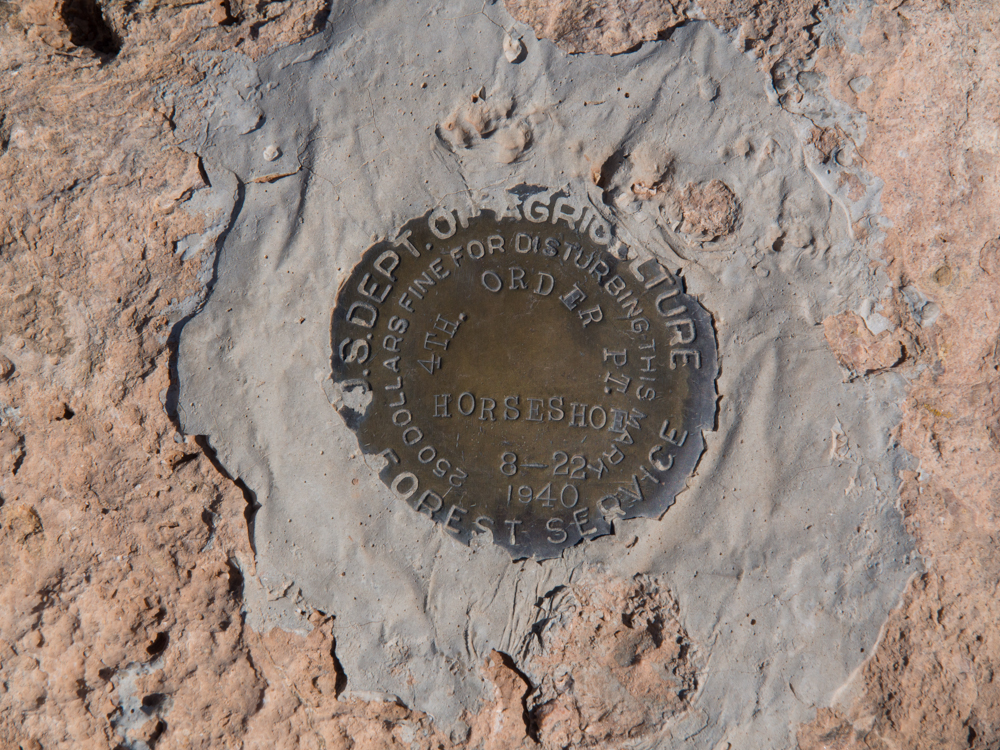 U.S. DEPT. OF AGRICULTURE
250 DOLLARS FINE FOR DISTURBING THIS MARK
4TH. ORDER PT.
HORSESHOE
8-22
1940
FOREST SERVICE